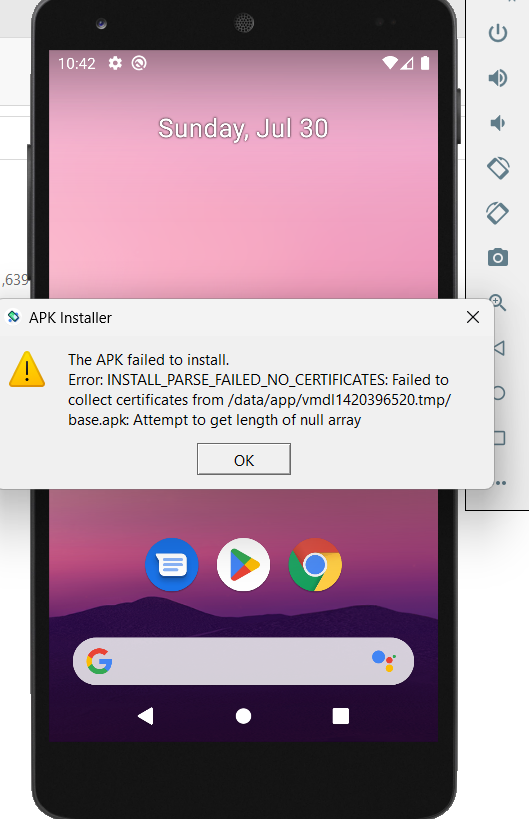 10:42
Sunday, Jul 30
,639
APK Installer
The APK failed to install.
Error: INSTALL_PARSE_FAILED_NO_CERTIFICATES: Failed to
collect certificates from /data/app/vmdl1420396520.tmp/
base.apk: Attempt to get length of null array
OK